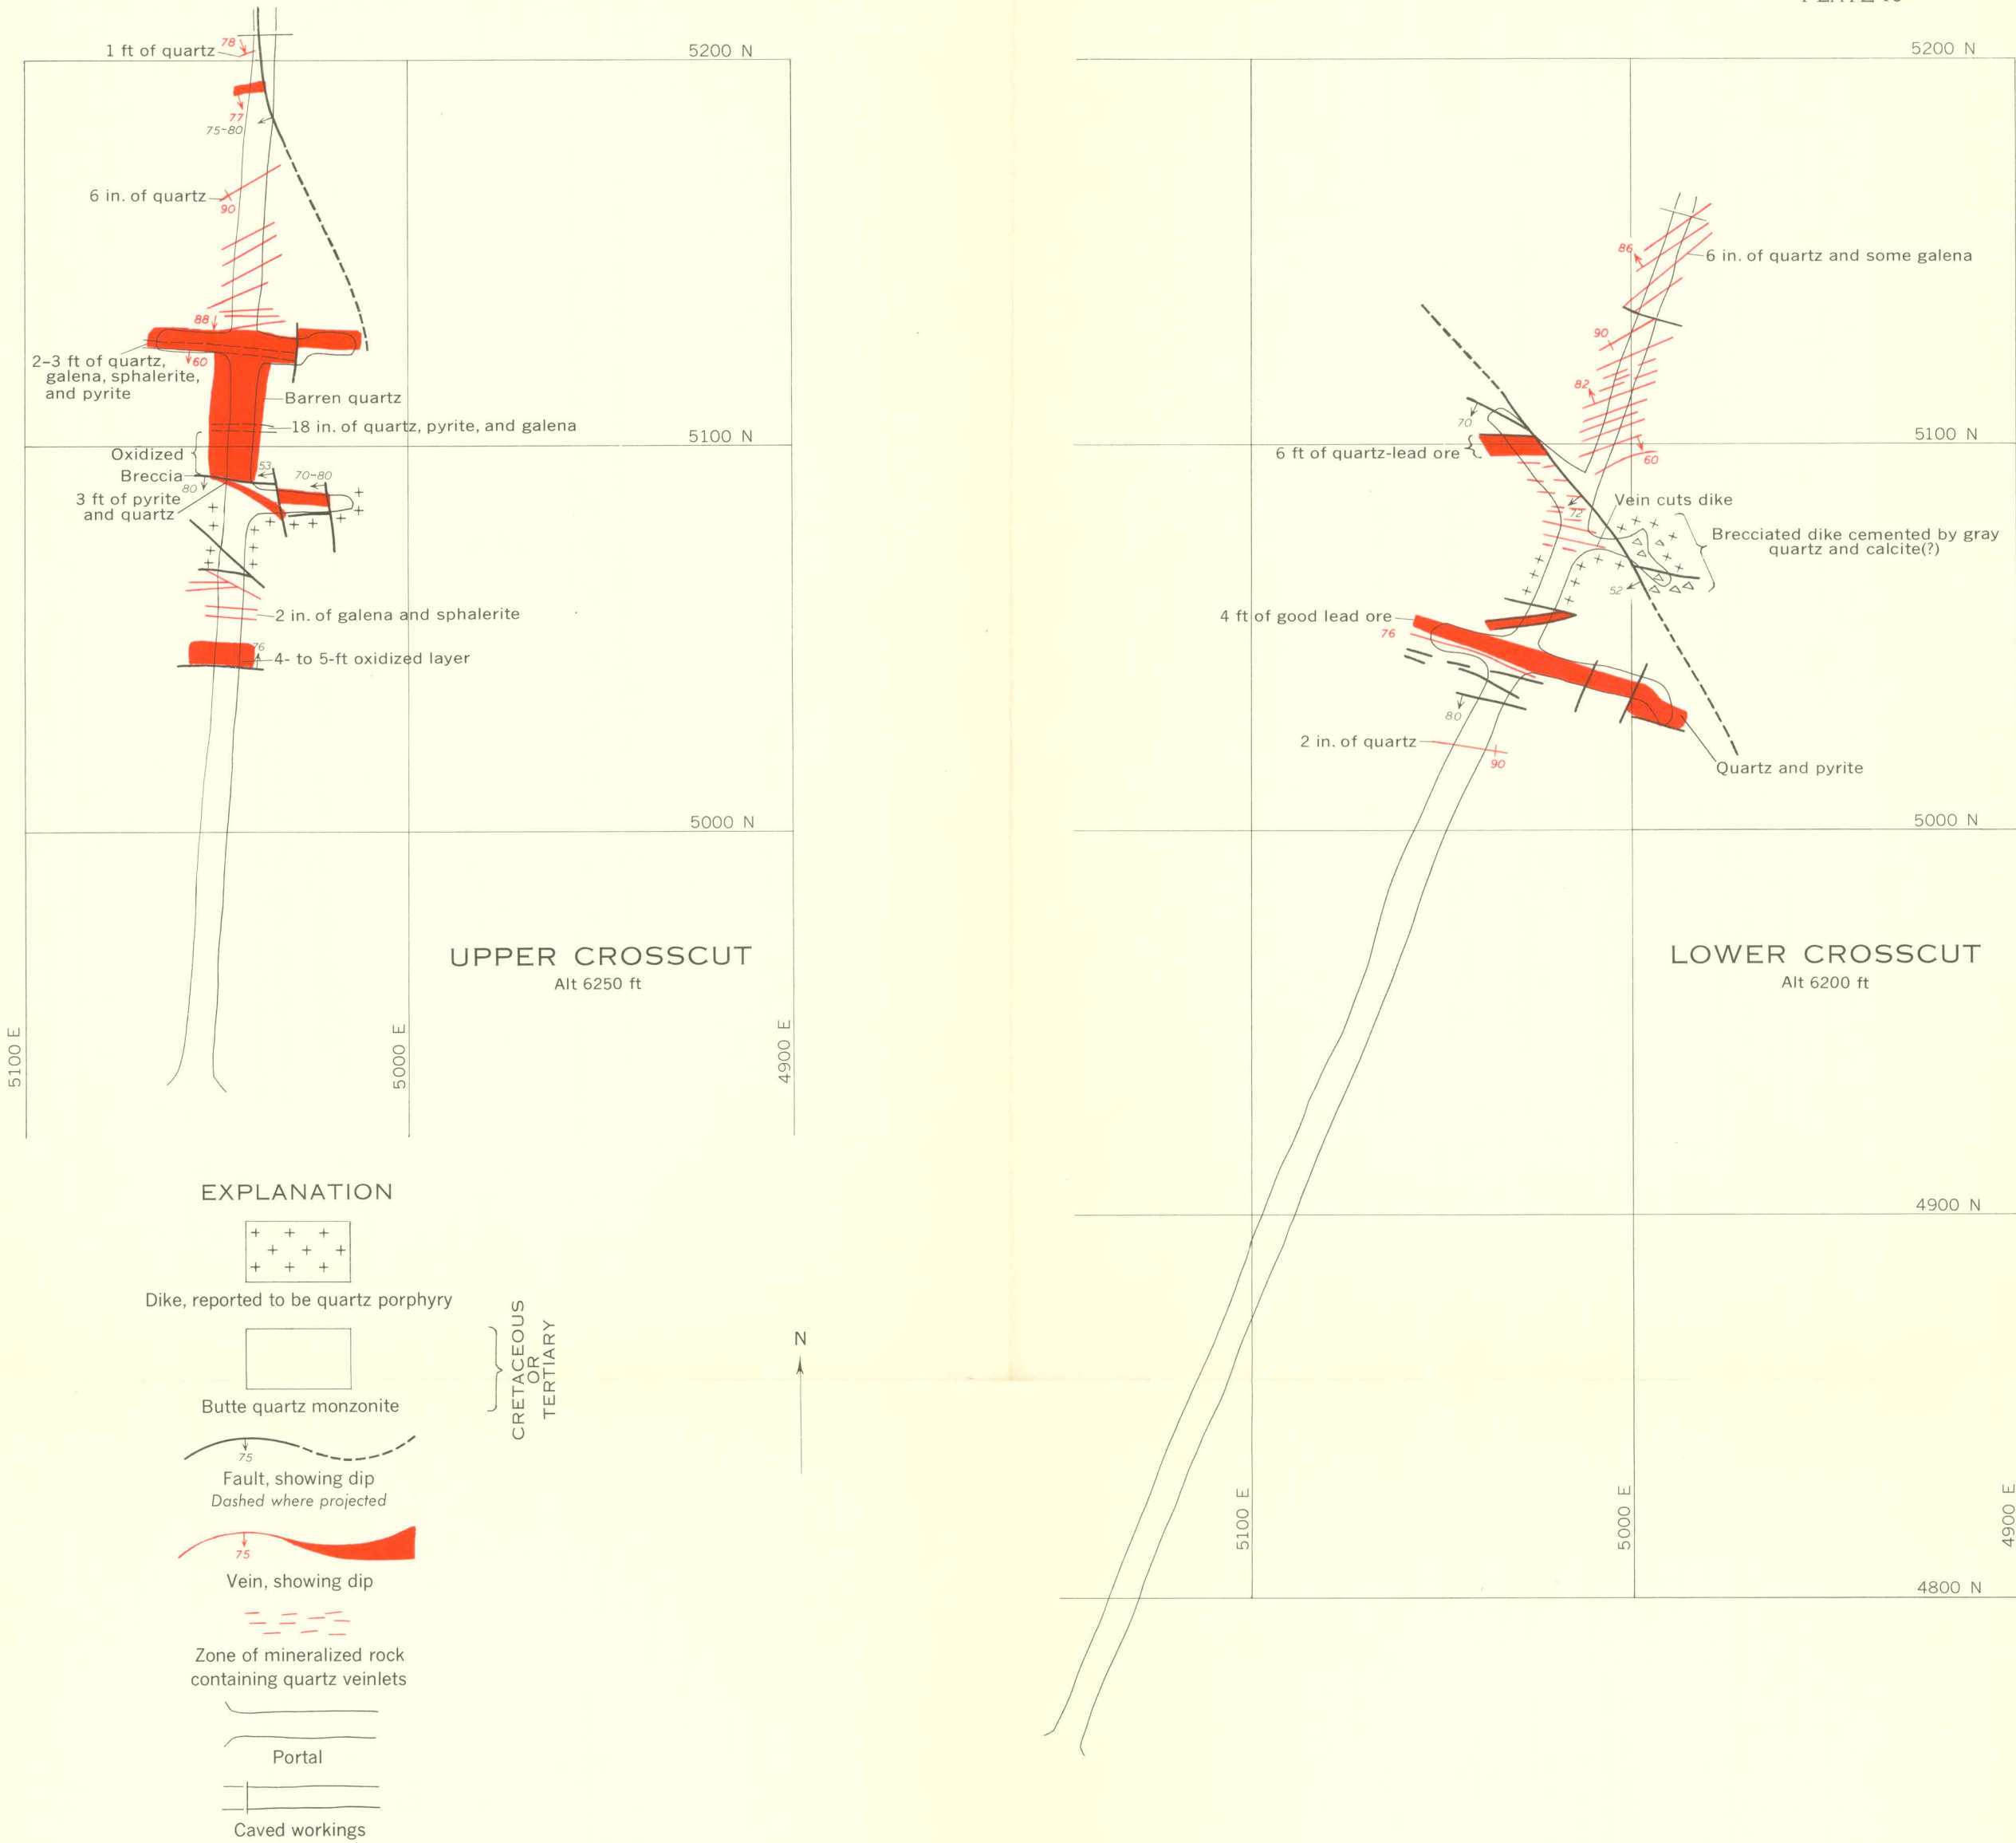 1 ft of quartz
78
5200 N
77
75-80
6 in. of quartz
90
88
2–3 ft of quartz,
galena, sphalerite,
and pyrite
60
Barren quartz
18 in. of quartz, pyrite, and galena
5100 N
Oxidized
Breccia
80
53
70-80
3 ft of pyrite
and quartz
2 in. of galena and sphalerite
76
4- to 5-ft oxidized layer
5000 N
UPPER CROSSCUT
Alt 6250 ft
5100 E
5000 E
4900 E
5200 N
86
6 in. of quartz and some galena
90
82
70
5100 N
6 ft of quartz-lead ore
60
Vein cuts dike
72
Brecciated dike cemented by gray
quartz and calcite(?)
52
4 ft of good lead ore
76
80
2 in. of quartz
90
Quartz and pyrite
5000 N
LOWER CROSSCUT
Alt 6200 ft
4900 N
5100 E
5000 E
4900 E
4800 N
EXPLANATION
Dike, reported to be quartz porphyry
Butte quartz monzonite
CRETACEOUS
OR
TERTIARY
N
75
Fault, showing dip
Dashed where projected
75
Vein, showing dip
Zone of mineralized rock
containing quartz veinlets
Portal
Caved workings